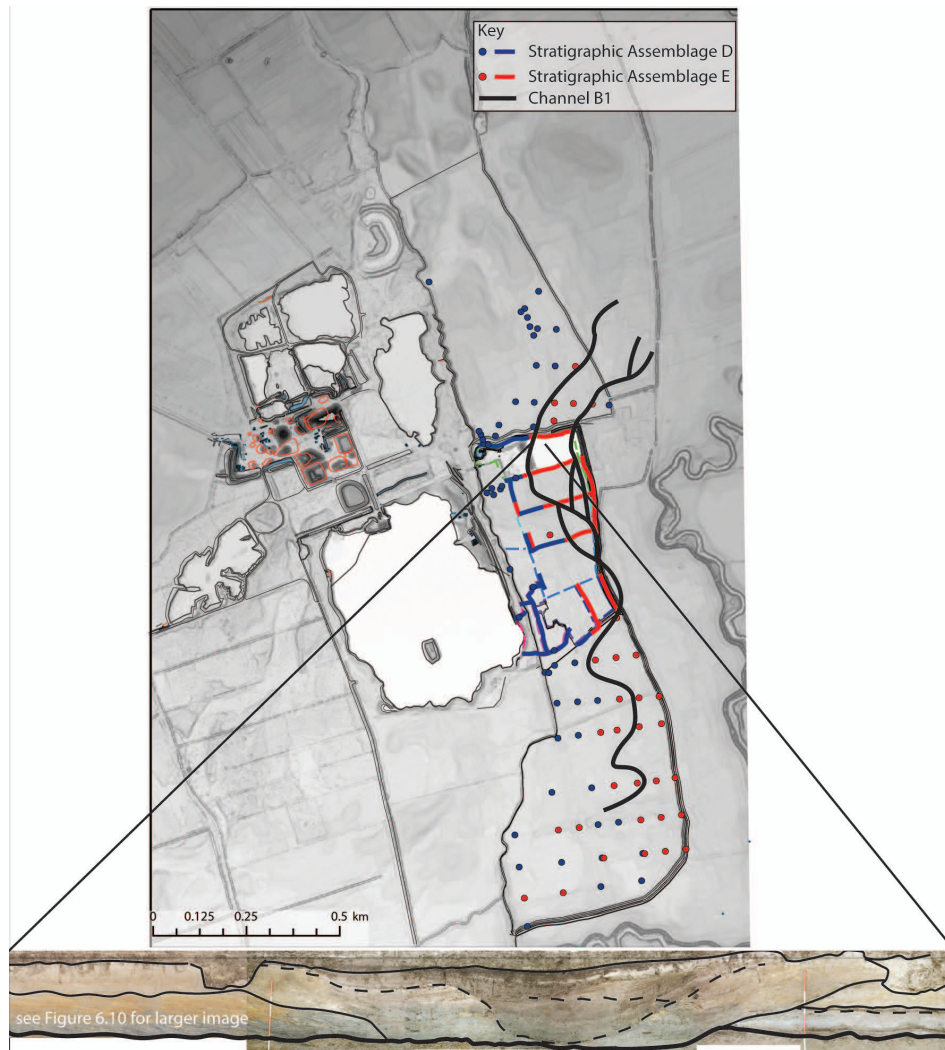 Key
Stratigraphic Assemblage D
Stratigraphic Assemblage E
Channel B1
0 0.125 0.25 0.5 km
see Figure 6.10 for larger image